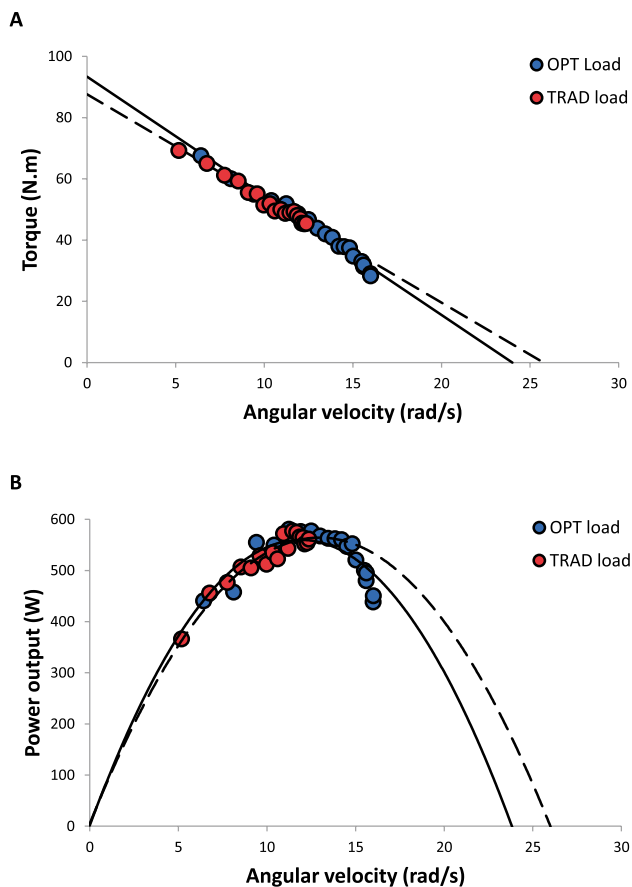 A
OPT Load
TRAD load
100
80
60
40
20
0
Torque (N.m)
0 5 10 15 20 25 30
Angular velocity (rad/s)
B
OPT load
TRAD load
600
500
400
300
200
100
0
Power output (W)
0 5 10 15 20 25 30
Angular velocity (rad/s)